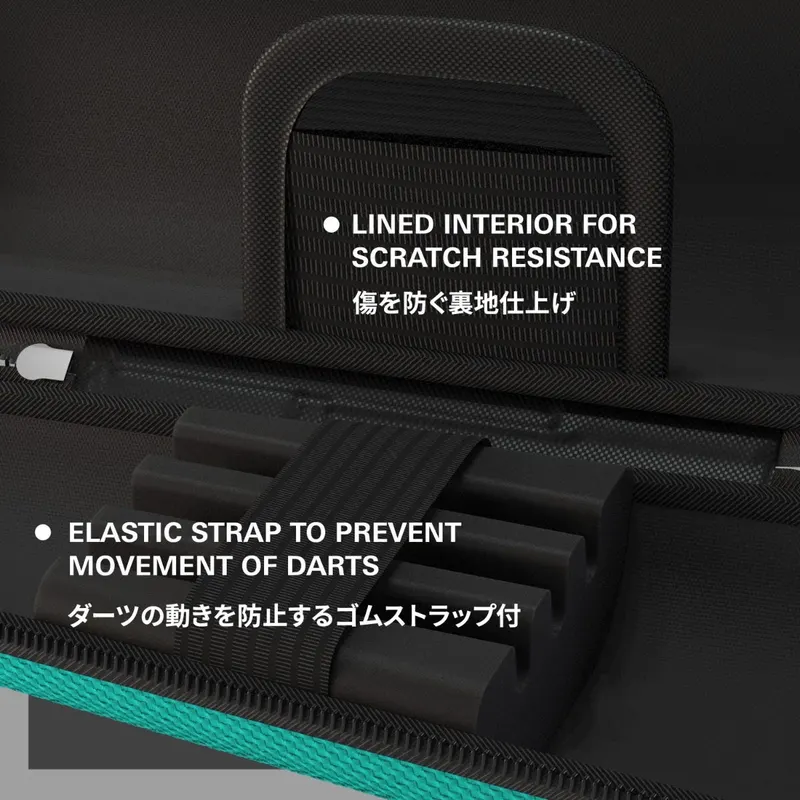 ● LINED INTERIOR FOR
SCRATCH RESISTANCE
傷を防ぐ裏地仕上げ
● ELASTIC STRAP TO PREVENT
MOVEMENT OF DARTS
ダーツの動きを防止するゴムストラップ付